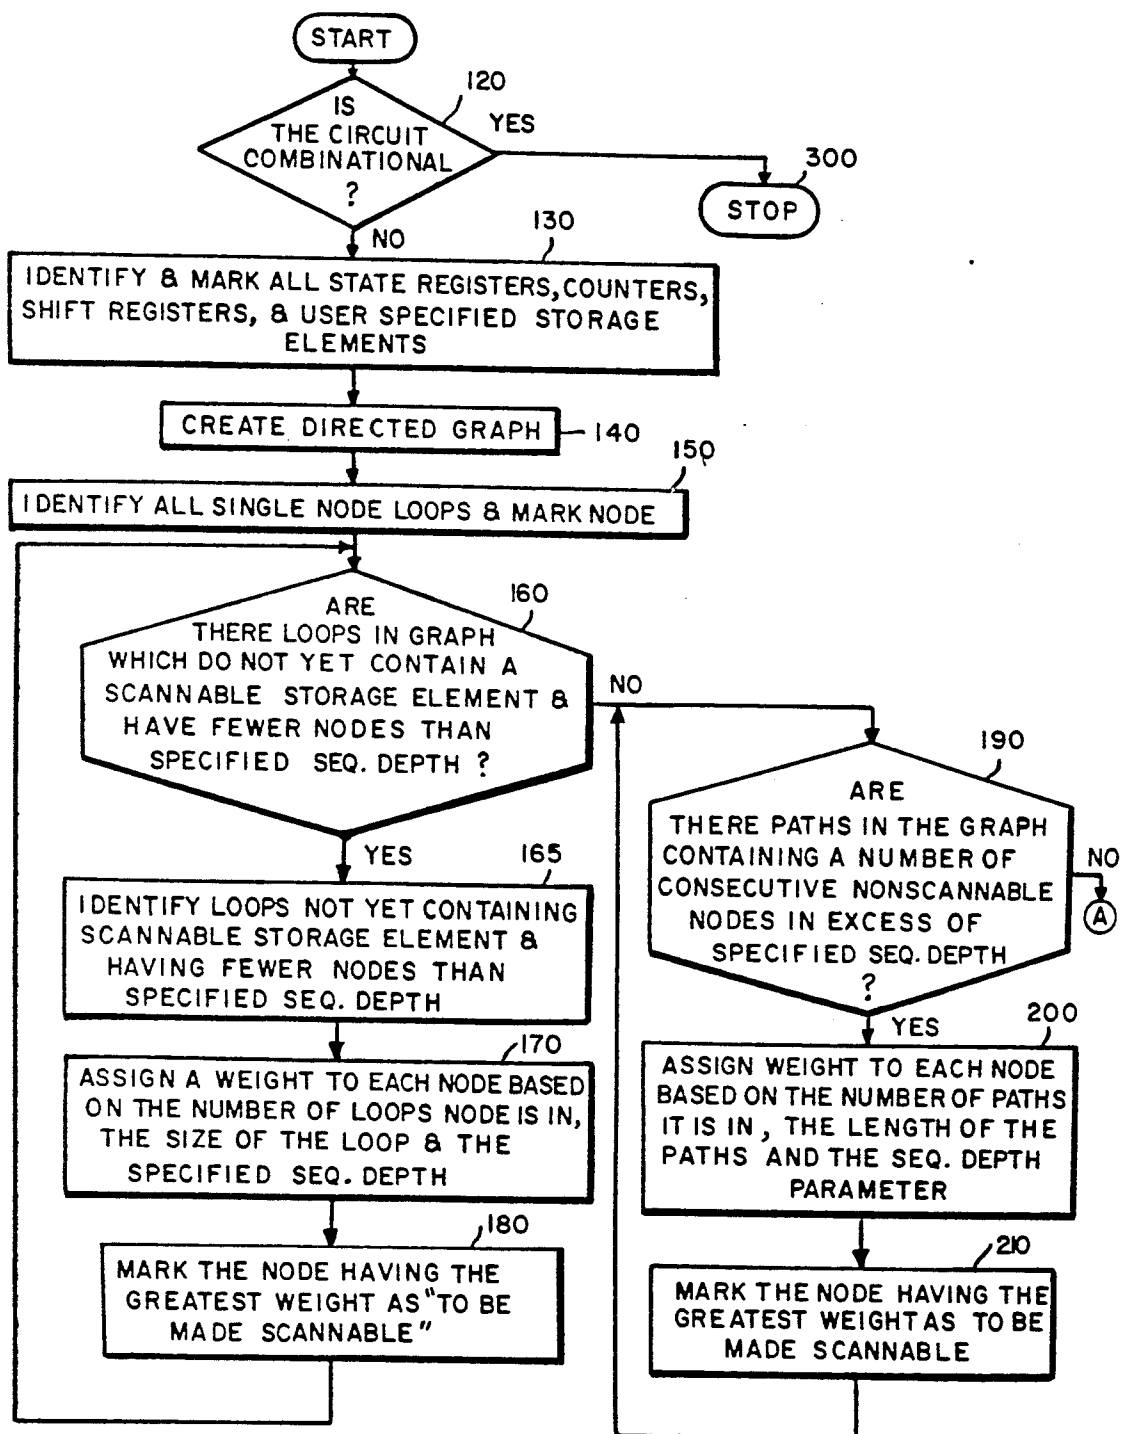 START
120
IS
THE CIRCUIT
COMBINATIONAL
?
YES
300
STOP
NO
130
IDENTIFY & MARK ALL STATE REGISTERS, COUNTERS,
SHIFT REGISTERS, & USER SPECIFIED STORAGE
ELEMENTS
CREATE DIRECTED GRAPH
140
150
IDENTIFY ALL SINGLE NODE LOOPS & MARK NODE
160
ARE
THERE LOOPS IN GRAPH
WHICH DO NOT YET CONTAIN A
SCANNABLE STORAGE ELEMENT &
HAVE FEWER NODES THAN
SPECIFIED SEQ. DEPTH ?
NO
YES
165
IDENTIFY LOOPS NOT YET CONTAINING
SCANNABLE STORAGE ELEMENT &
HAVING FEWER NODES THAN
SPECIFIED SEQ. DEPTH
170
ASSIGN A WEIGHT TO EACH NODE BASED
ON THE NUMBER OF LOOPS NODE IS IN,
THE SIZE OF THE LOOP & THE
SPECIFIED SEQ. DEPTH
180
MARK THE NODE HAVING THE
GREATEST WEIGHT AS "TO BE
MADE SCANNABLE"
190
ARE
THERE PATHS IN THE GRAPH
CONTAINING A NUMBER OF
CONSECUTIVE NONSCANNABLE
NODES IN EXCESS OF
SPECIFIED SEQ. DEPTH
?
NO
A
YES
200
ASSIGN WEIGHT TO EACH NODE
BASED ON THE NUMBER OF PATHS
IT IS IN, THE LENGTH OF THE
PATHS AND THE SEQ. DEPTH
PARAMETER
210
MARK THE NODE HAVING THE
GREATEST WEIGHT AS TO BE
MADE SCANNABLE